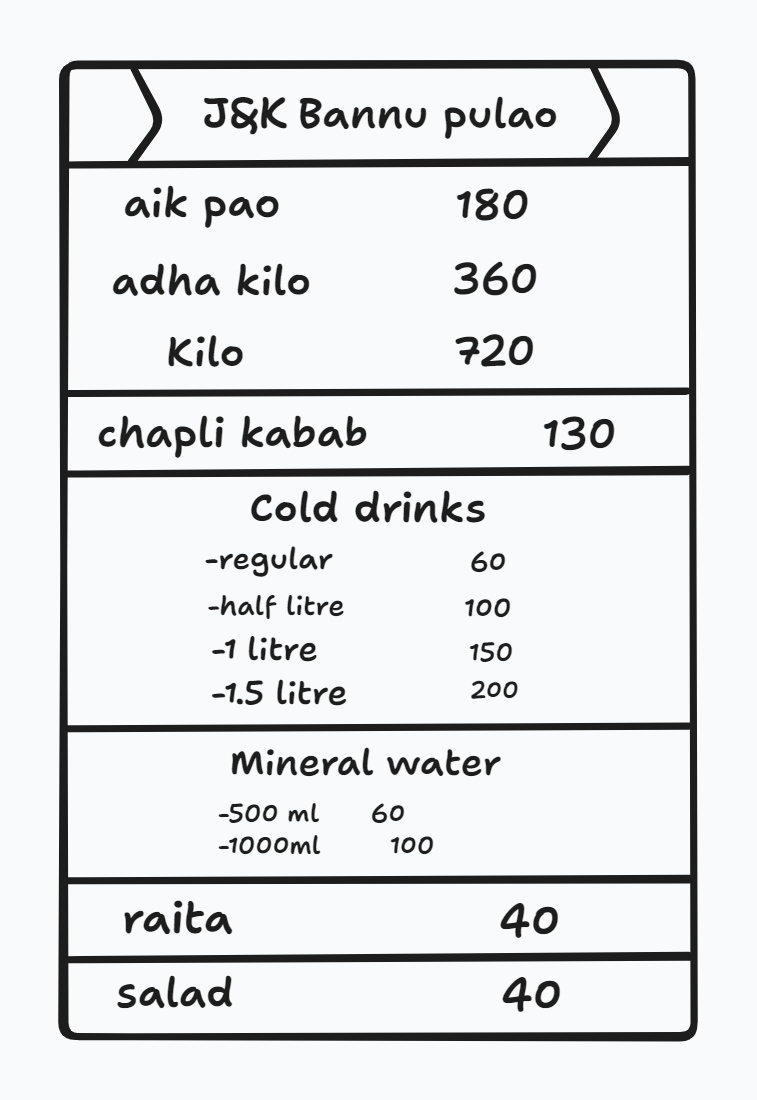 J&K Bannu pulao
aik pao 180
adha kilo 360
Kilo 720
chapli kabab 130
Cold drinks
-regular 60
-half litre 100
-1 litre 150
-1.5 litre 200
Mineral water
-500 ml 60
-1000ml 100
raita 40
salad 40